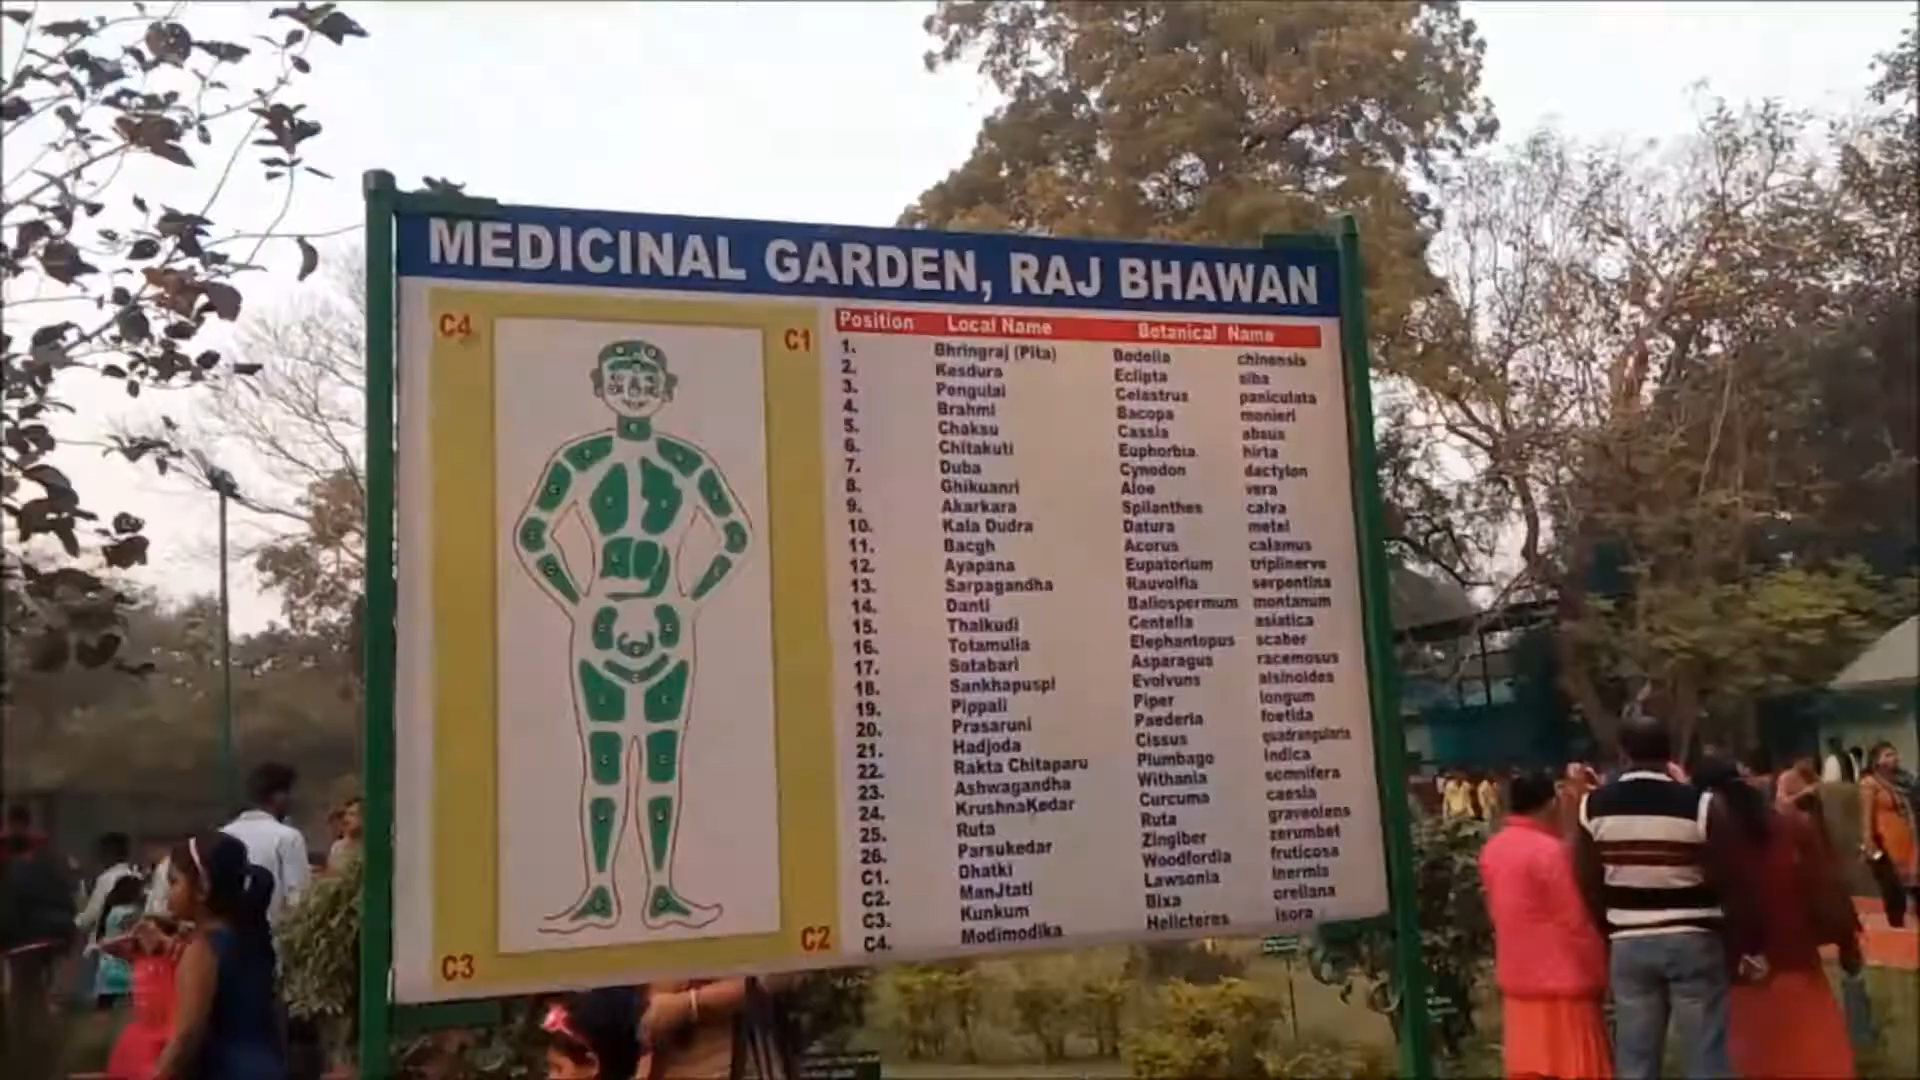 MEDICINAL GARDEN, RAJ BHAWAN
C4
C1
C3
C2
Position Local Name Botanical Name
1. Bhringraj (Pita) Bedelia chinensis
2. Kesdura Eclipta alba
3. Pengulai Celastrus paniculata
4. Brahmi Bacopa monieri
5. Chaksu Cassia absus
6. Chitakuti Euphorbia hirta
7. Duba Cynodon dactylon
8. Ghikuanri Aloe vera
9. Akarkara Spilanthes calva
10. Kala Dudra Datura metel
11. Bacgh Acorus calamus
12. Ayapana Eupatorium triplinerve
13. Sarpagandha Rauvolfia serpentina
14. Danti Baliospermum montanum
15. Thalkudi Centella asiatica
16. Totamulia Elephantopus scaber
17. Satabari Asparagus racemosus
18. Sankhapuspi Evolvuns alsinoides
19. Pippali Piper longum
20. Prasaruni Paederia foetida
21. Hadjoda Cissus quadrangularis
22. Rakta Chitaparu Plumbago indica
23. Ashwagandha Withania somnifera
24. KrushnaKedar Curcuma caesia
25. Ruta Ruta graveolens
26. Parsukedar Zingiber zerumbet
C1. Dhatki Woodfordia fruticosa
C2. ManJtati Lawsonia inermis
C3. Kunkum Bixa orellana
C4. Modimodika Helicteres isora